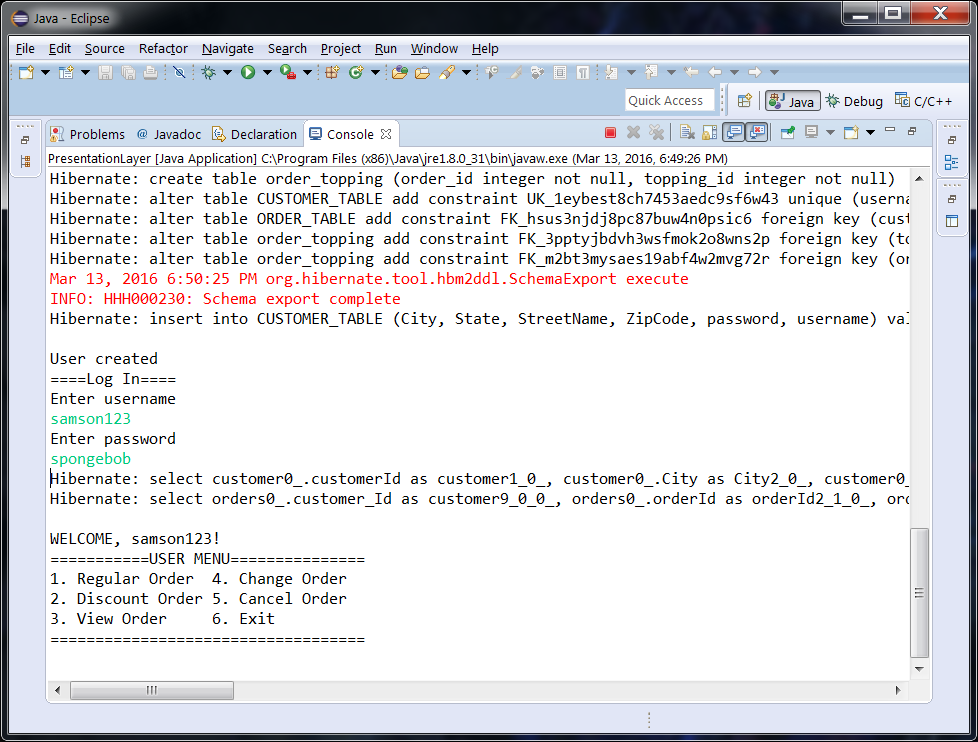 Java - Eclipse
File Edit Source Refactor Navigate Search Project Run Window Help
Quick Access Java Debug C/C++
Problems @ Javadoc Declaration Console
PresentationLayer [Java Application] C:\Program Files (x86)\Java\jre1.8.0_31\bin\javaw.exe (Mar 13, 2016, 6:49:26 PM)
Hibernate: create table order_topping (order_id integer not null, topping_id integer not null)
Hibernate: alter table CUSTOMER_TABLE add constraint UK_1eybest8ch7453aedc9sf6w43 unique (userna
Hibernate: alter table ORDER_TABLE add constraint FK_hsus3njdj8pc87buw4n0psic6 foreign key (cust
Hibernate: alter table order_topping add constraint FK_3pptyjbdvh3wsfmok2o8wns2p foreign key (to
Hibernate: alter table order_topping add constraint FK_m2bt3mysaes19abf4w2mvg72r foreign key (or
Mar 13, 2016 6:50:25 PM org.hibernate.tool.hbm2ddl.SchemaExport execute
INFO: HHH000230: Schema export complete
Hibernate: insert into CUSTOMER_TABLE (City, State, StreetName, ZipCode, password, username) val
User created
====Log In====
Enter username
samson123
Enter password
spongebob
Hibernate: select customer0_.customerId as customer1_0_, customer0_.City as City2_0_, customer0_
Hibernate: select orders0_.customer_Id as customer9_0_0_, orders0_.orderId as orderId2_1_0_, ord
WELCOME, samson123!
===========USER MENU===============
1. Regular Order 4. Change Order
2. Discount Order 5. Cancel Order
3. View Order 6. Exit
===================================